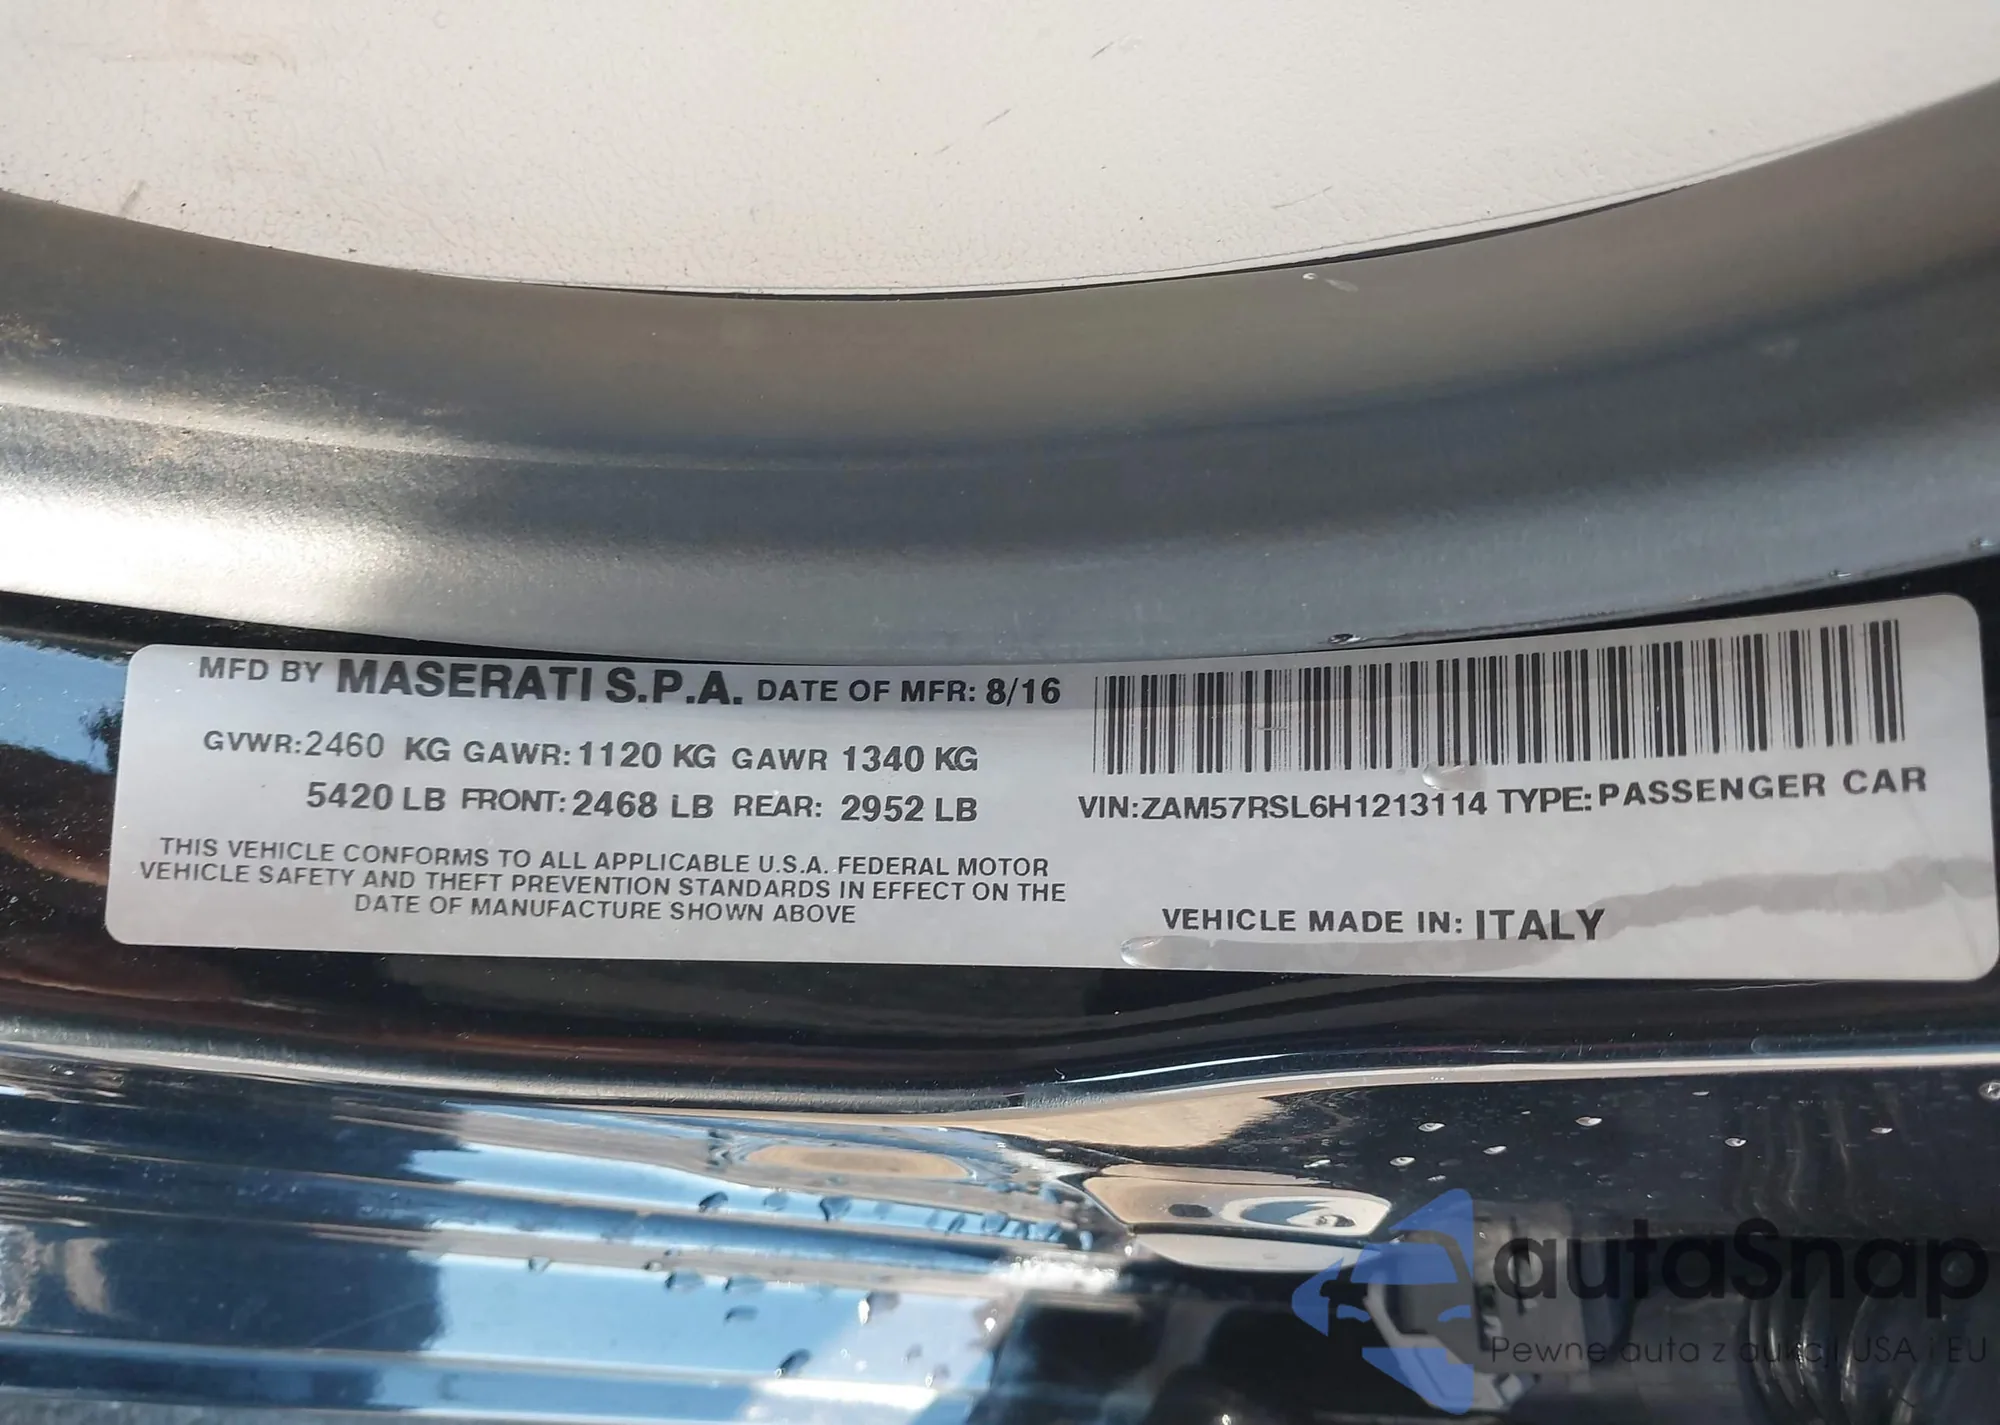 MFD BY MASERATI S.P.A. DATE OF MFR: 8/16
GVWR:2460 KG GAWR: 1120 KG GAWR 1340 KG
5420 LB FRONT: 2468 LB REAR: 2952 LB
THIS VEHICLE CONFORMS TO ALL APPLICABLE U.S.A. FEDERAL MOTOR
VEHICLE SAFETY AND THEFT PREVENTION STANDARDS IN EFFECT ON THE
DATE OF MANUFACTURE SHOWN ABOVE
VIN:ZAM57RSL6H1213114 TYPE:PASSENGER CAR
VEHICLE MADE IN: ITALY
autaSnap
Pewne auta z aukcji USA i EU